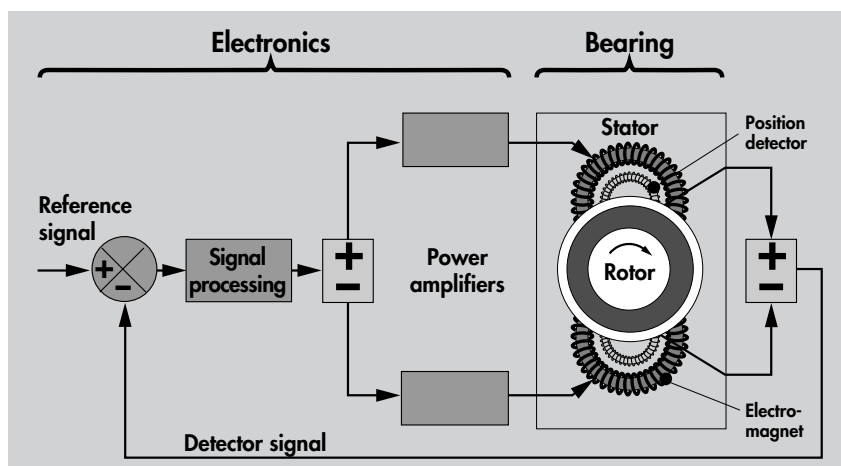 Electronics
Bearing
Stator
Position
detector
Reference
signal
+
-
Signal
processing
+
-
Power
amplifiers
Rotor
+
-
Electro-
magnet
Detector signal